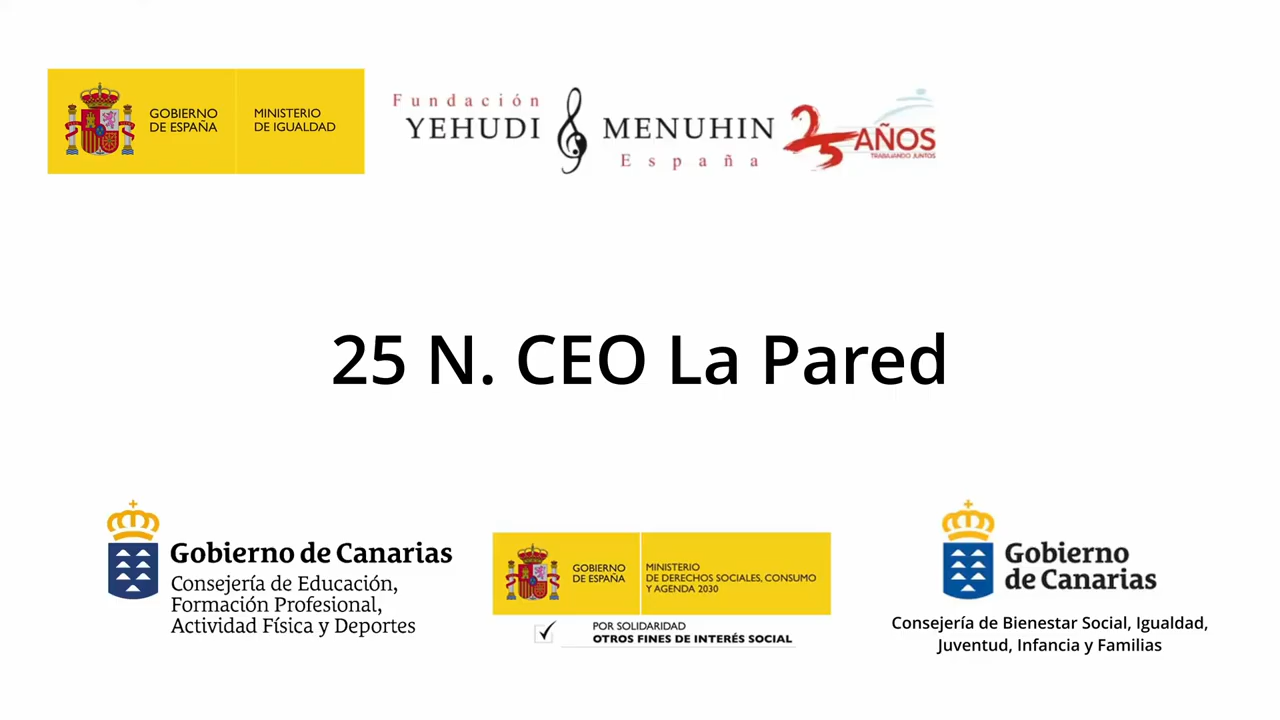 GOBIERNO
DE ESPAÑA
MINISTERIO
DE IGUALDAD
Fundación
YEHUDI MENUHIN
España
25 AÑOS
TRABAJANDO JUNTOS
25 N. CEO La Pared
Gobierno de Canarias
Consejería de Educación,
Formación Profesional,
Actividad Física y Deportes
GOBIERNO
DE ESPAÑA
MINISTERIO
DE DERECHOS SOCIALES, CONSUMO
Y AGENDA 2030
POR SOLIDARIDAD
OTROS FINES DE INTERÉS SOCIAL
Gobierno
de Canarias
Consejería de Bienestar Social, Igualdad,
Juventud, Infancia y Familias